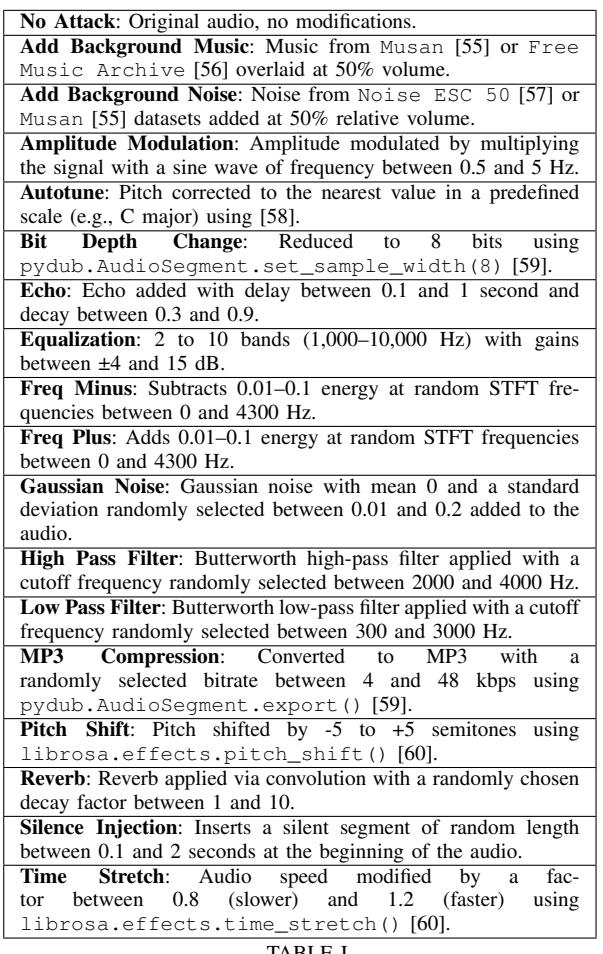 No Attack: Original audio, no modifications.
Add Background Music: Music from Musan [55] or Free
Music Archive [56] overlaid at 50% volume.
Add Background Noise: Noise from Noise ESC 50 [57] or
Musan [55] datasets added at 50% relative volume.
Amplitude Modulation: Amplitude modulated by multiplying
the signal with a sine wave of frequency between 0.5 and 5 Hz.
Autotune: Pitch corrected to the nearest value in a predefined
scale (e.g., C major) using [58].
Bit Depth Change: Reduced to 8 bits using
pydub.AudioSegment.set_sample_width(8) [59].
Echo: Echo added with delay between 0.1 and 1 second and
decay between 0.3 and 0.9.
Equalization: 2 to 10 bands (1,000–10,000 Hz) with gains
between ±4 and 15 dB.
Freq Minus: Subtracts 0.01–0.1 energy at random STFT fre-
quencies between 0 and 4300 Hz.
Freq Plus: Adds 0.01–0.1 energy at random STFT frequencies
between 0 and 4300 Hz.
Gaussian Noise: Gaussian noise with mean 0 and a standard
deviation randomly selected between 0.01 and 0.2 added to the
audio.
High Pass Filter: Butterworth high-pass filter applied with a
cutoff frequency randomly selected between 2000 and 4000 Hz.
Low Pass Filter: Butterworth low-pass filter applied with a cutoff
frequency randomly selected between 300 and 3000 Hz.
MP3 Compression: Converted to MP3 with a
randomly selected bitrate between 4 and 48 kbps using
pydub.AudioSegment.export() [59].
Pitch Shift: Pitch shifted by -5 to +5 semitones using
librosa.effects.pitch_shift() [60].
Reverb: Reverb applied via convolution with a randomly chosen
decay factor between 1 and 10.
Silence Injection: Inserts a silent segment of random length
between 0.1 and 2 seconds at the beginning of the audio.
Time Stretch: Audio speed modified by a fac-
tor between 0.8 (slower) and 1.2 (faster) using
librosa.effects.time_stretch() [60].
TABLE I